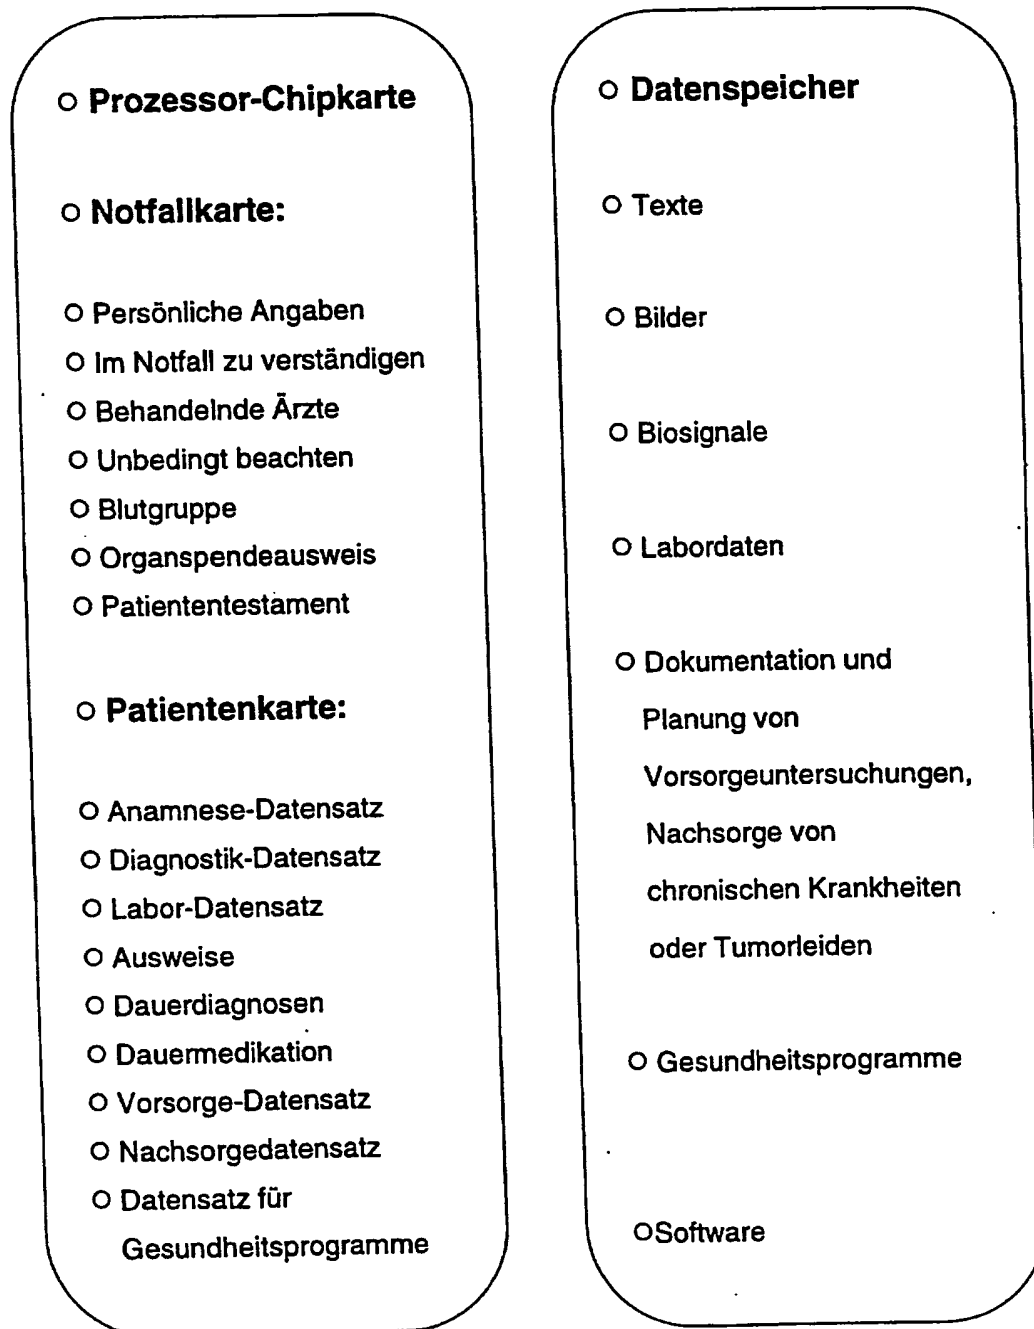 ○ Prozessor-Chipkarte
○ Notfallkarte:
○ Persönliche Angaben
○ Im Notfall zu verständigen
○ Behandelnde Ärzte
○ Unbedingt beachten
○ Blutgruppe
○ Organspendeausweis
○ Patiententestament
○ Patientenkarte:
○ Anamnese-Datensatz
○ Diagnostik-Datensatz
○ Labor-Datensatz
○ Ausweise
○ Dauerdiagnosen
○ Dauermedikation
○ Vorsorge-Datensatz
○ Nachsorgedatensatz
○ Datensatz für
Gesundheitsprogramme
○ Datenspeicher
○ Texte
○ Bilder
○ Biosignale
○ Labordaten
○ Dokumentation und
Planung von
Vorsorgeuntersuchungen,
Nachsorge von
chronischen Krankheiten
oder Tumorleiden
○ Gesundheitsprogramme
○Software